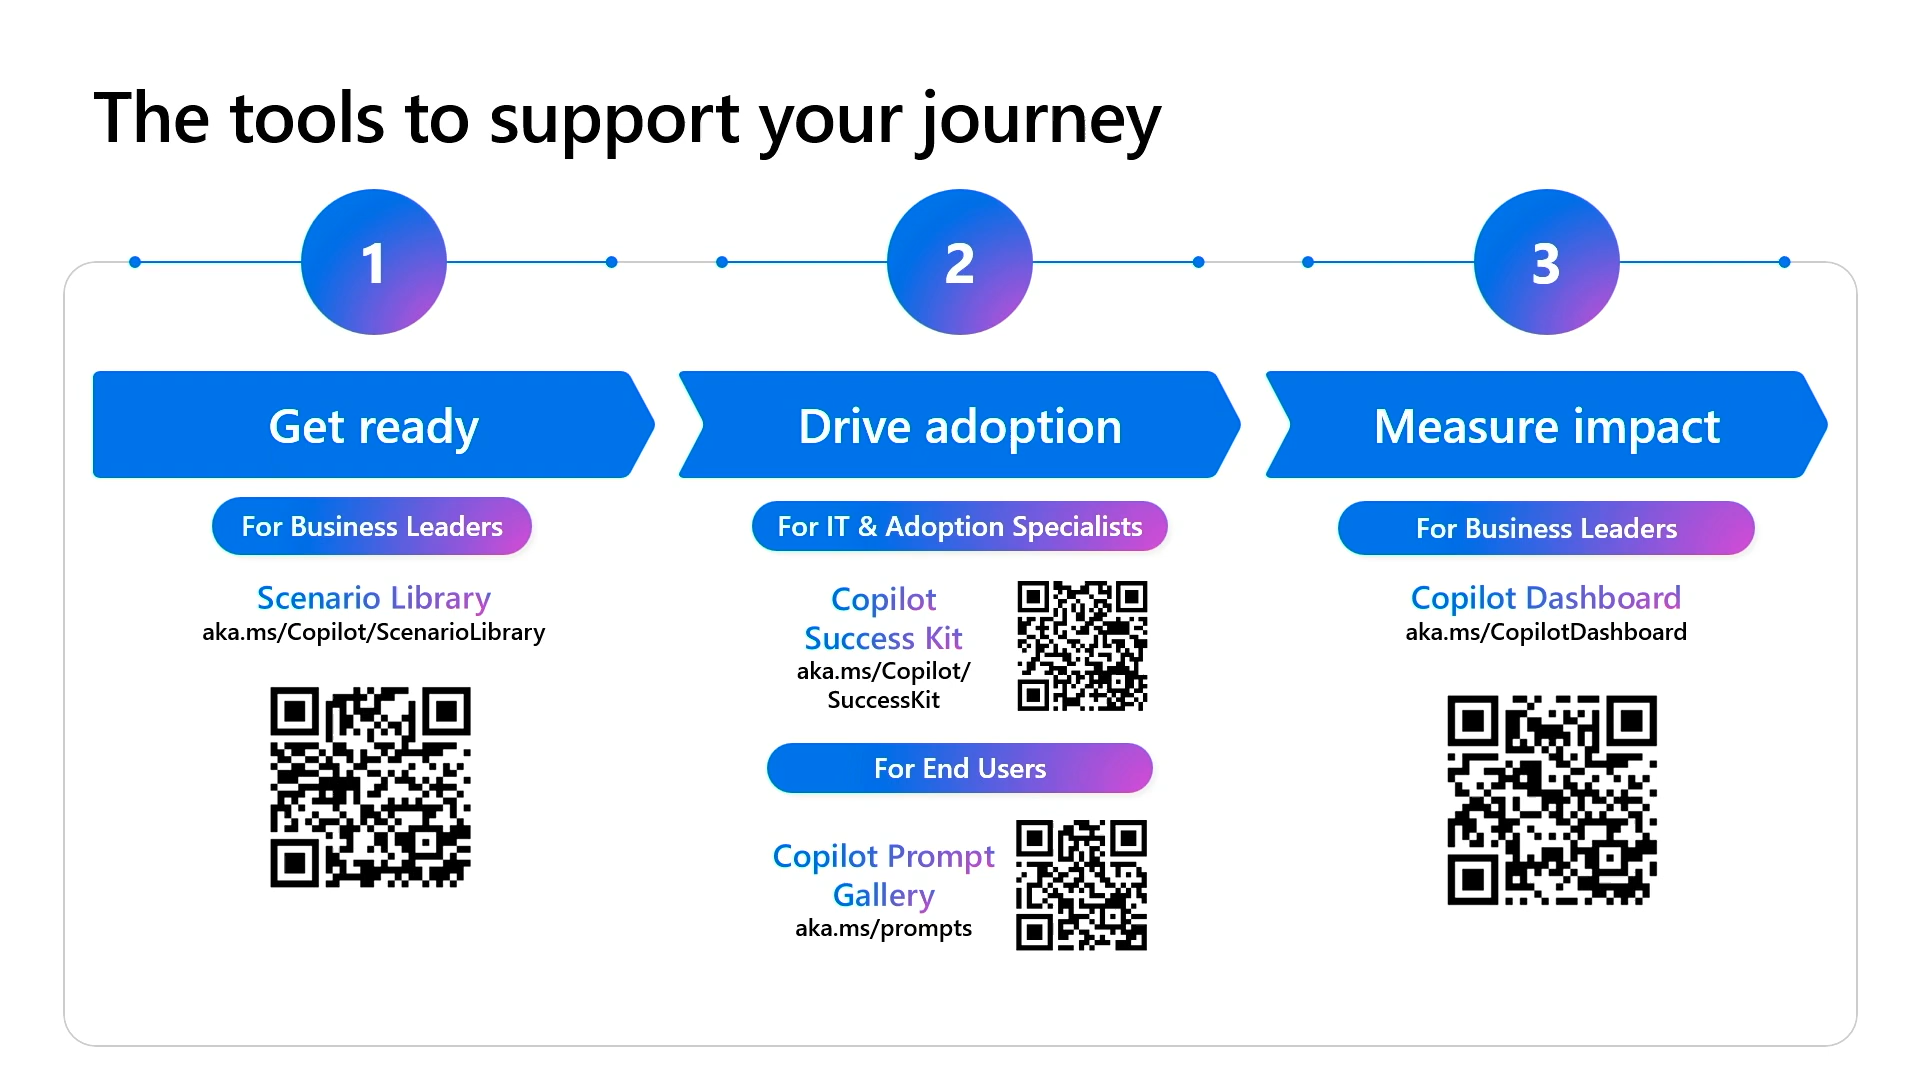 The tools to support your journey
1
Get ready
For Business Leaders
Scenario Library
aka.ms/Copilot/ScenarioLibrary
2
Drive adoption
For IT & Adoption Specialists
Copilot
Success Kit
aka.ms/Copilot/
SuccessKit
For End Users
Copilot Prompt
Gallery
aka.ms/prompts
3
Measure impact
For Business Leaders
Copilot Dashboard
aka.ms/CopilotDashboard